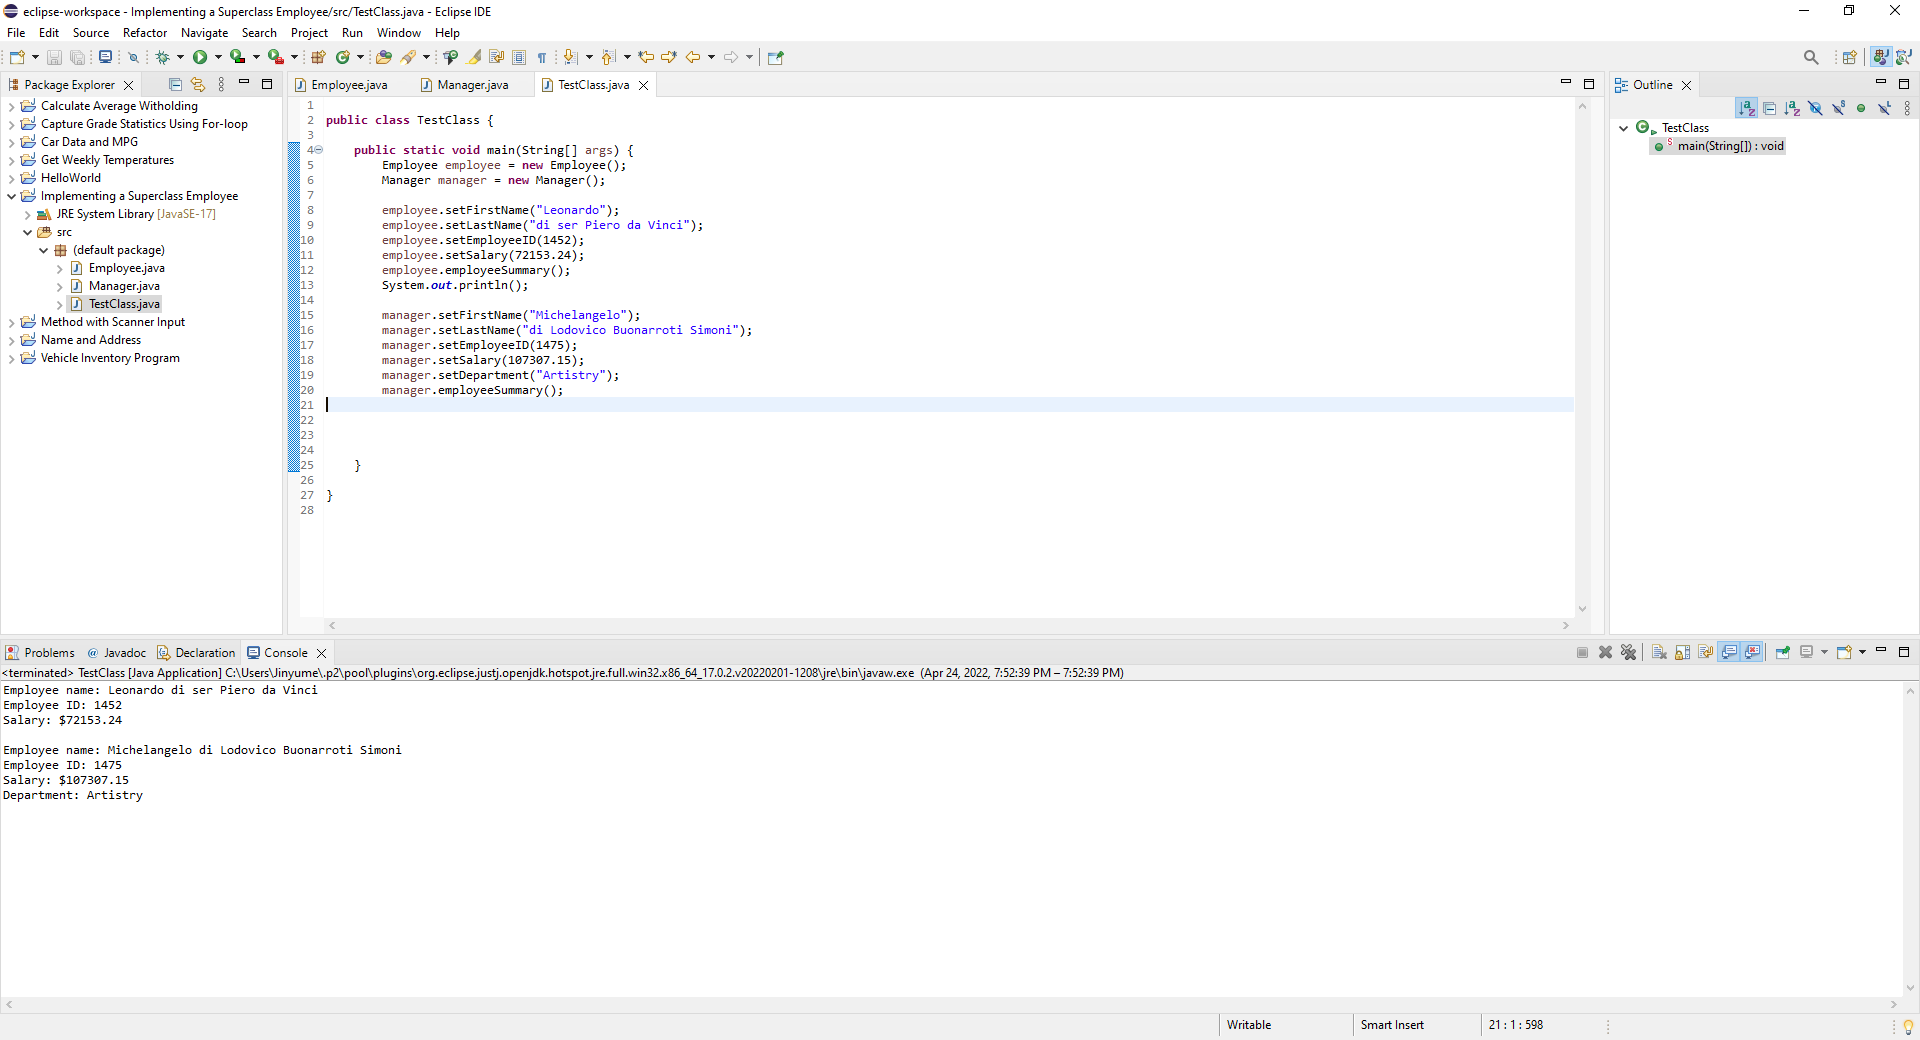 eclipse-workspace - Implementing a Superclass Employee/src/TestClass.java - Eclipse IDE
File Edit Source Refactor Navigate Search Project Run Window Help
Package Explorer
Calculate Average Witholding
Capture Grade Statistics Using For-loop
Car Data and MPG
Get Weekly Temperatures
HelloWorld
Implementing a Superclass Employee
JRE System Library [JavaSE-17]
src
(default package)
Employee.java
Manager.java
TestClass.java
Method with Scanner Input
Name and Address
Vehicle Inventory Program
Employee.java Manager.java TestClass.java
1
2 public class TestClass {
3
4 public static void main(String[] args) {
5 Employee employee = new Employee();
6 Manager manager = new Manager();
7
8 employee.setFirstName("Leonardo");
9 employee.setLastName("di ser Piero da Vinci");
10 employee.setEmployeeID(1452);
11 employee.setSalary(72153.24);
12 employee.employeeSummary();
13 System.out.println();
14
15 manager.setFirstName("Michelangelo");
16 manager.setLastName("di Lodovico Buonarroti Simoni");
17 manager.setEmployeeID(1475);
18 manager.setSalary(107307.15);
19 manager.setDepartment("Artistry");
20 manager.employeeSummary();
21
22
23
24
25 }
26
27 }
28
Outline
TestClass
main(String[]) : void
Problems @ Javadoc Declaration Console
<terminated> TestClass [Java Application] C:\Users\Jinyume\.p2\pool\plugins\org.eclipse.justj.openjdk.hotspot.jre.full.win32.x86_64_17.0.2.v20220201-1208\jre\bin\javaw.exe (Apr 24, 2022, 7:52:39 PM – 7:52:39 PM)
Employee name: Leonardo di ser Piero da Vinci
Employee ID: 1452
Salary: $72153.24
Employee name: Michelangelo di Lodovico Buonarroti Simoni
Employee ID: 1475
Salary: $107307.15
Department: Artistry
Writable Smart Insert 21 : 1 : 598